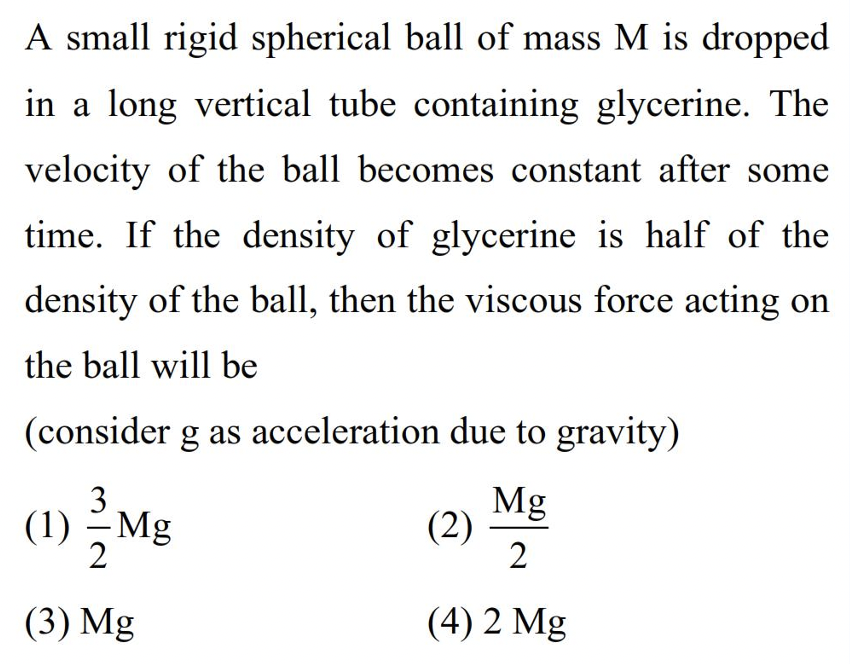 A small rigid spherical ball of mass M is dropped
in a long vertical tube containing glycerine. The
velocity of the ball becomes constant after some
time. If the density of glycerine is half of the
density of the ball, then the viscous force acting on
the ball will be
(consider g as acceleration due to gravity)
(1) 3/2 Mg (2) Mg/2
(3) Mg (4) 2 Mg